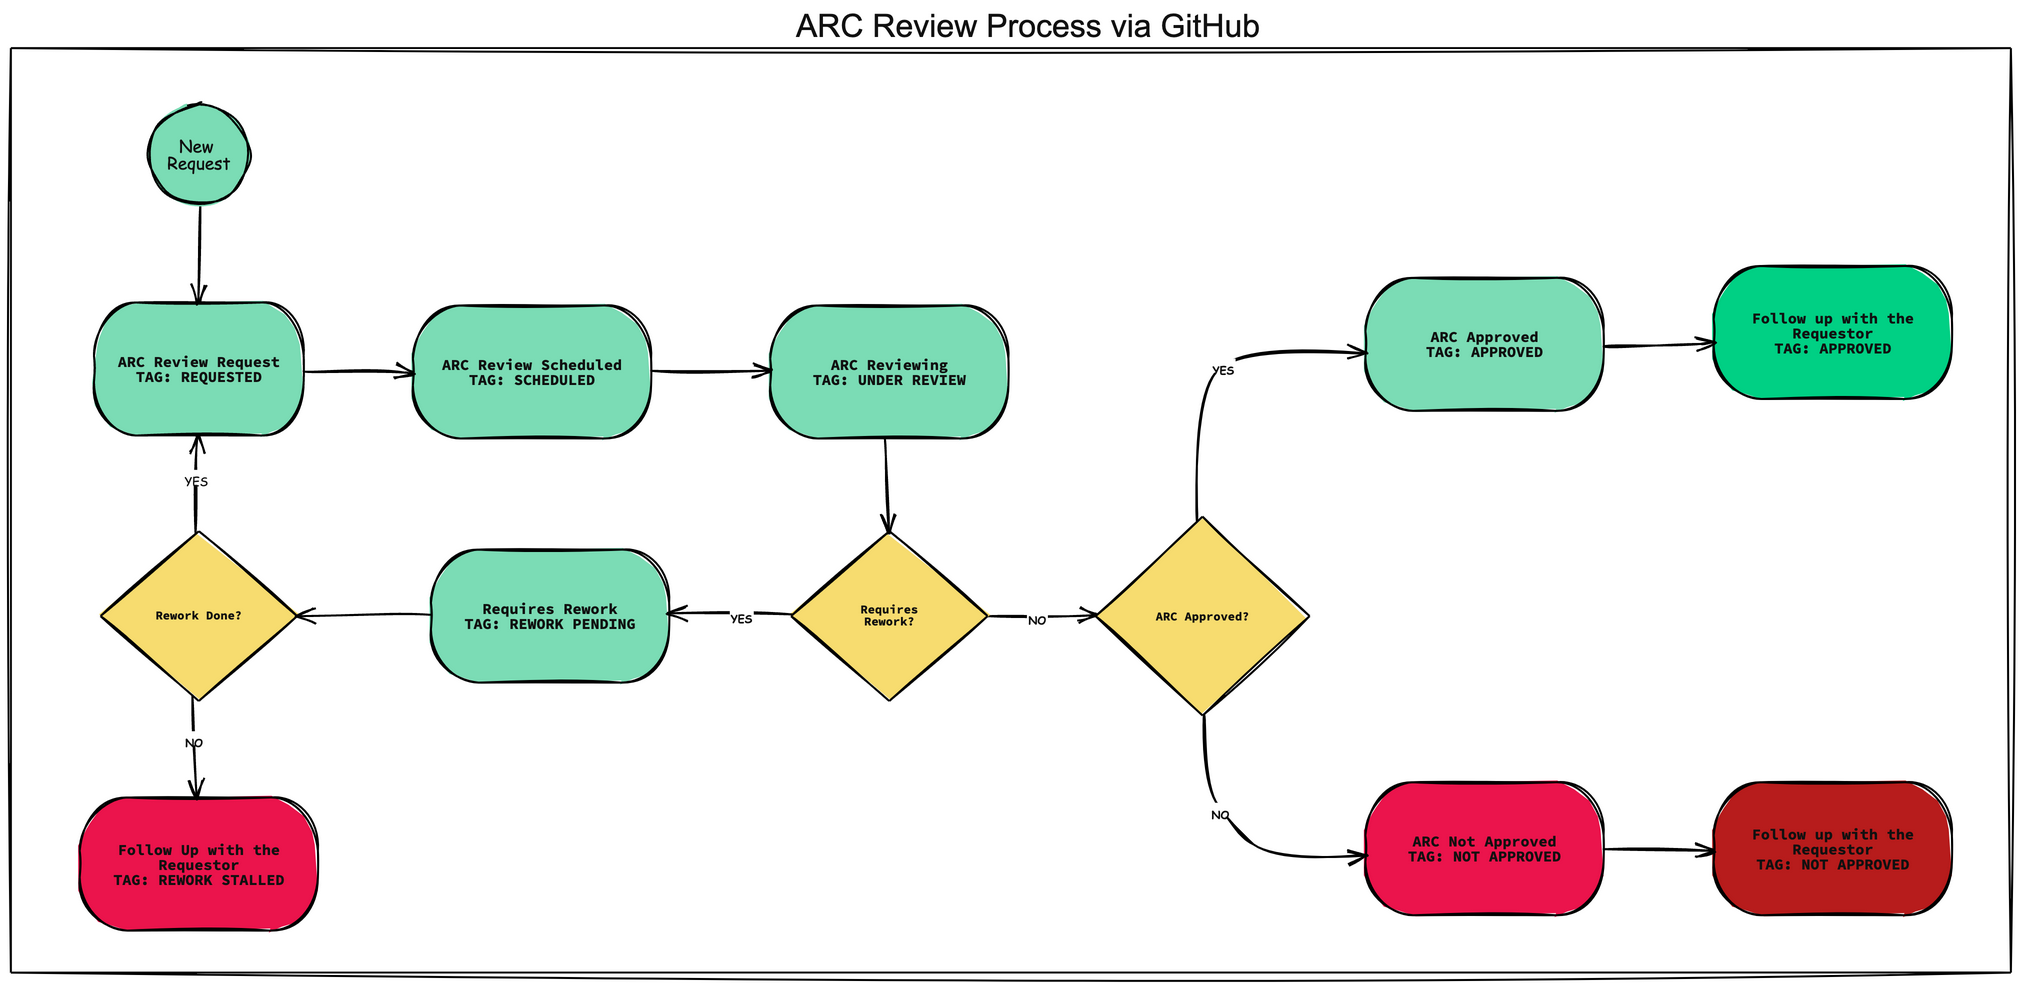 ARC Review Process via GitHub
New
Request
ARC Review Request
TAG: REQUESTED
ARC Review Scheduled
TAG: SCHEDULED
ARC Reviewing
TAG: UNDER REVIEW
YES
ARC Approved
TAG: APPROVED
Follow up with the
Requestor
TAG: APPROVED
YES
Rework Done?
Requires Rework
TAG: REWORK PENDING
YES
Requires
Rework?
NO
ARC Approved?
NO
Follow Up with the
Requestor
TAG: REWORK STALLED
NO
ARC Not Approved
TAG: NOT APPROVED
Follow up with the
Requestor
TAG: NOT APPROVED